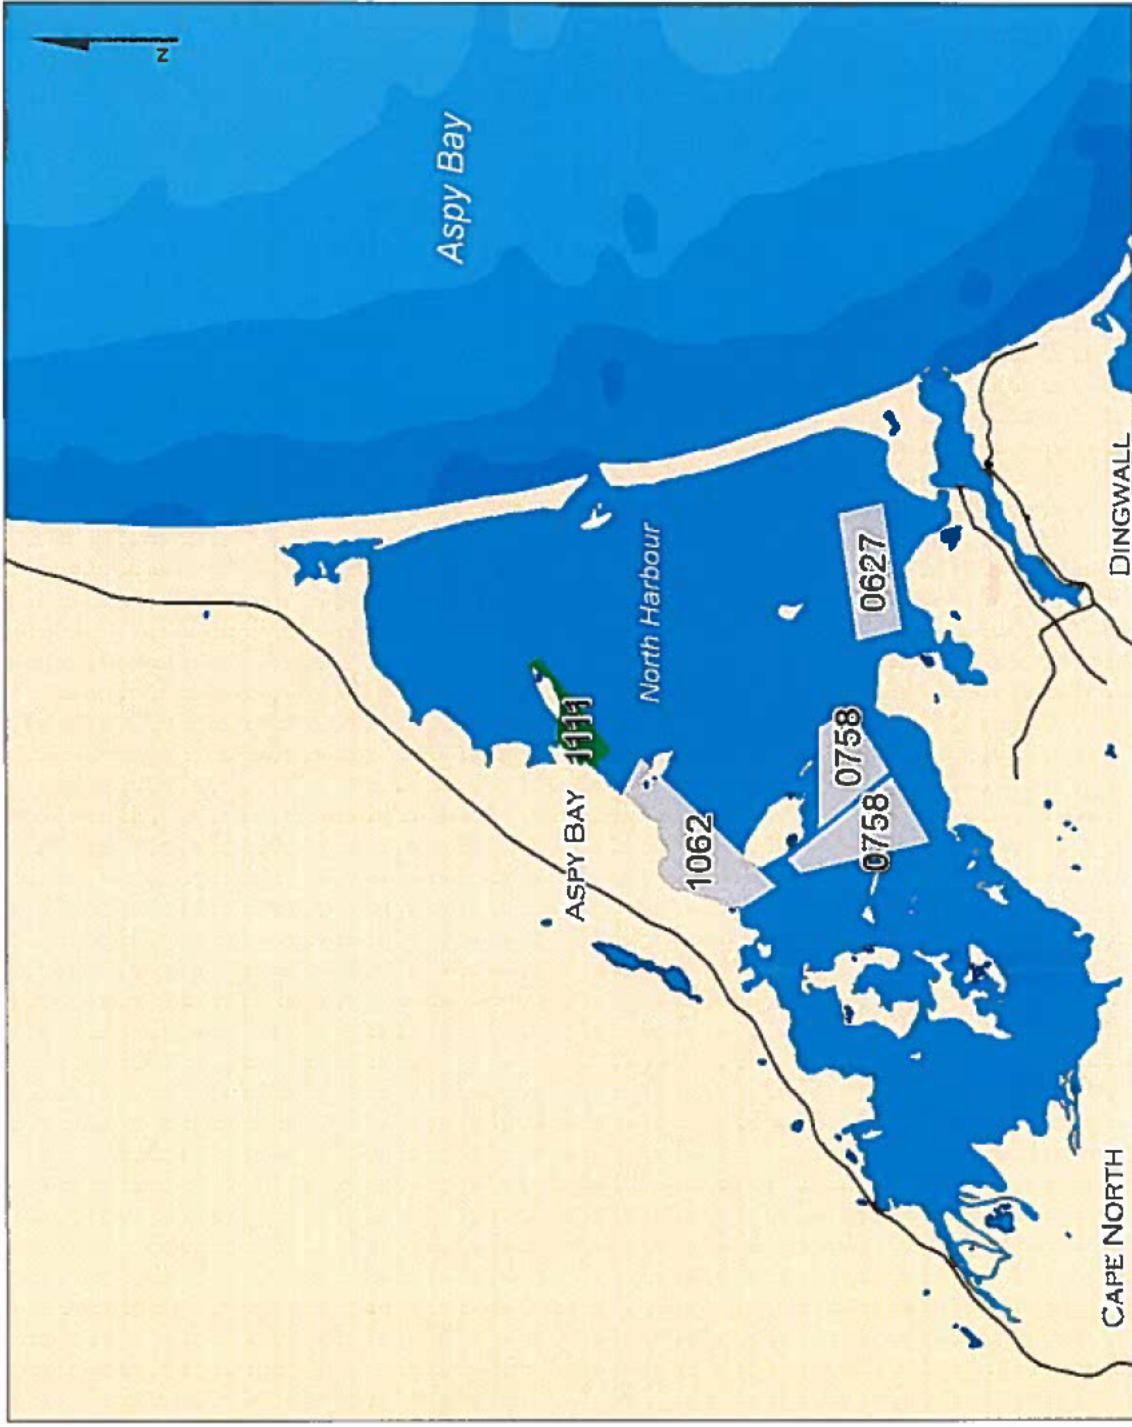 N
Aspy Bay
North Harbour
1111
ASPY BAY
1062
0627
0758
0758
DINGWALL
CAPE NORTH